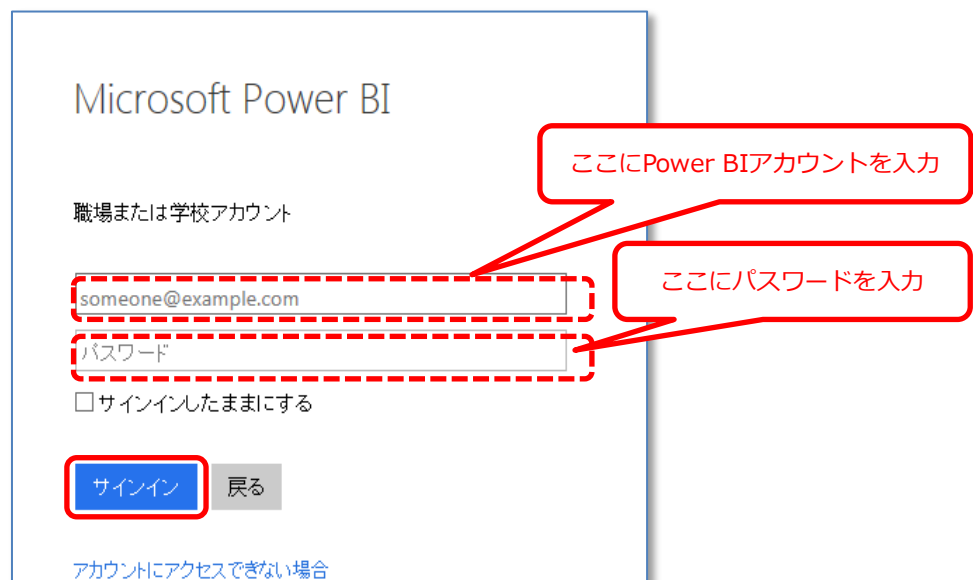 Microsoft Power BI
ここにPower BIアカウントを入力
職場または学校アカウント
ここにパスワードを入力
someone@example.com
パスワード
サインインしたままにする
サインイン 戻る
アカウントにアクセスできない場合